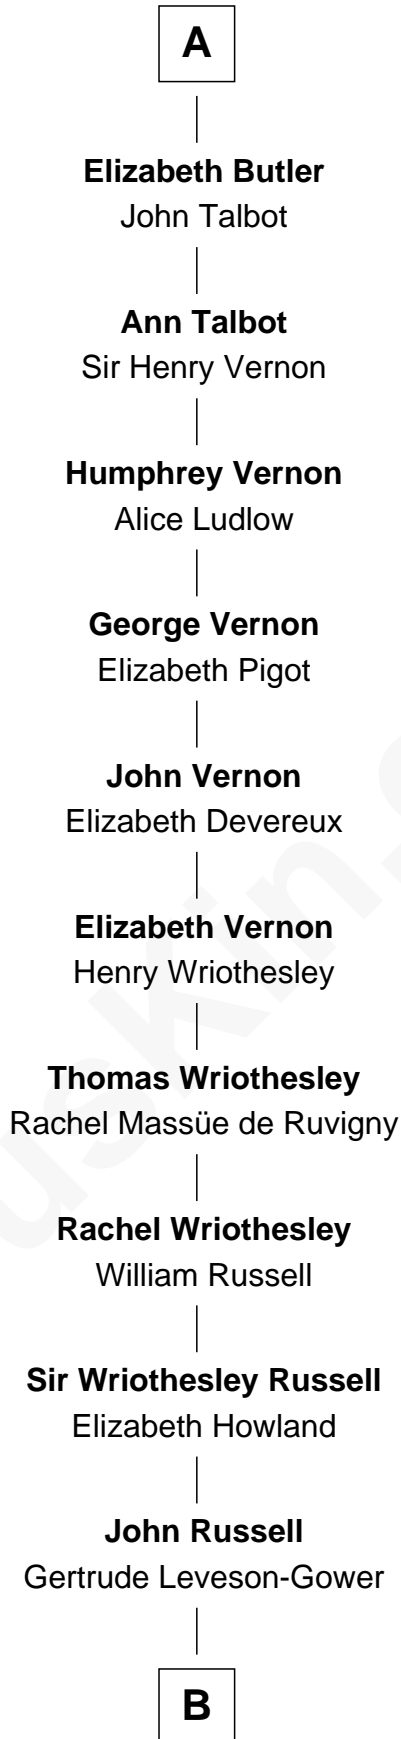 A
Elizabeth Butler
John Talbot
Ann Talbot
Sir Henry Vernon
Humphrey Vernon
Alice Ludlow
George Vernon
Elizabeth Pigot
John Vernon
Elizabeth Devereux
Elizabeth Vernon
Henry Wriothesley
Thomas Wriothesley
Rachel Massüe de Ruvigny
Rachel Wriothesley
William Russell
Sir Wriothesley Russell
Elizabeth Howland
John Russell
Gertrude Leveson-Gower
B